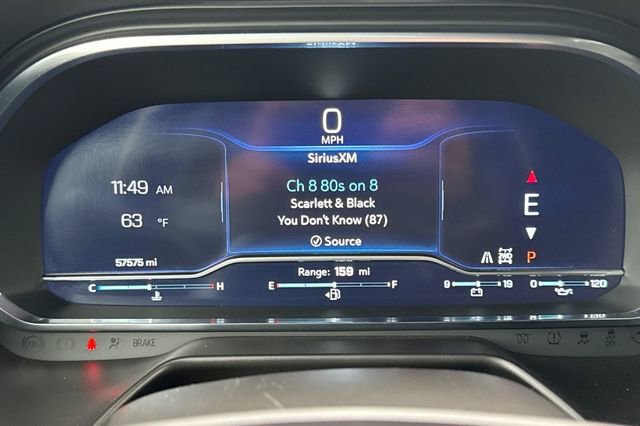 0
MPH
SiriusXM
11:49 AM
63 °F
57575 mi
Ch 8 80s on 8
Scarlett & Black
You Don't Know (87)
Source
E
P
Range: 159 mi
C H
E F
9 19
0 120
BRAKE
OFF